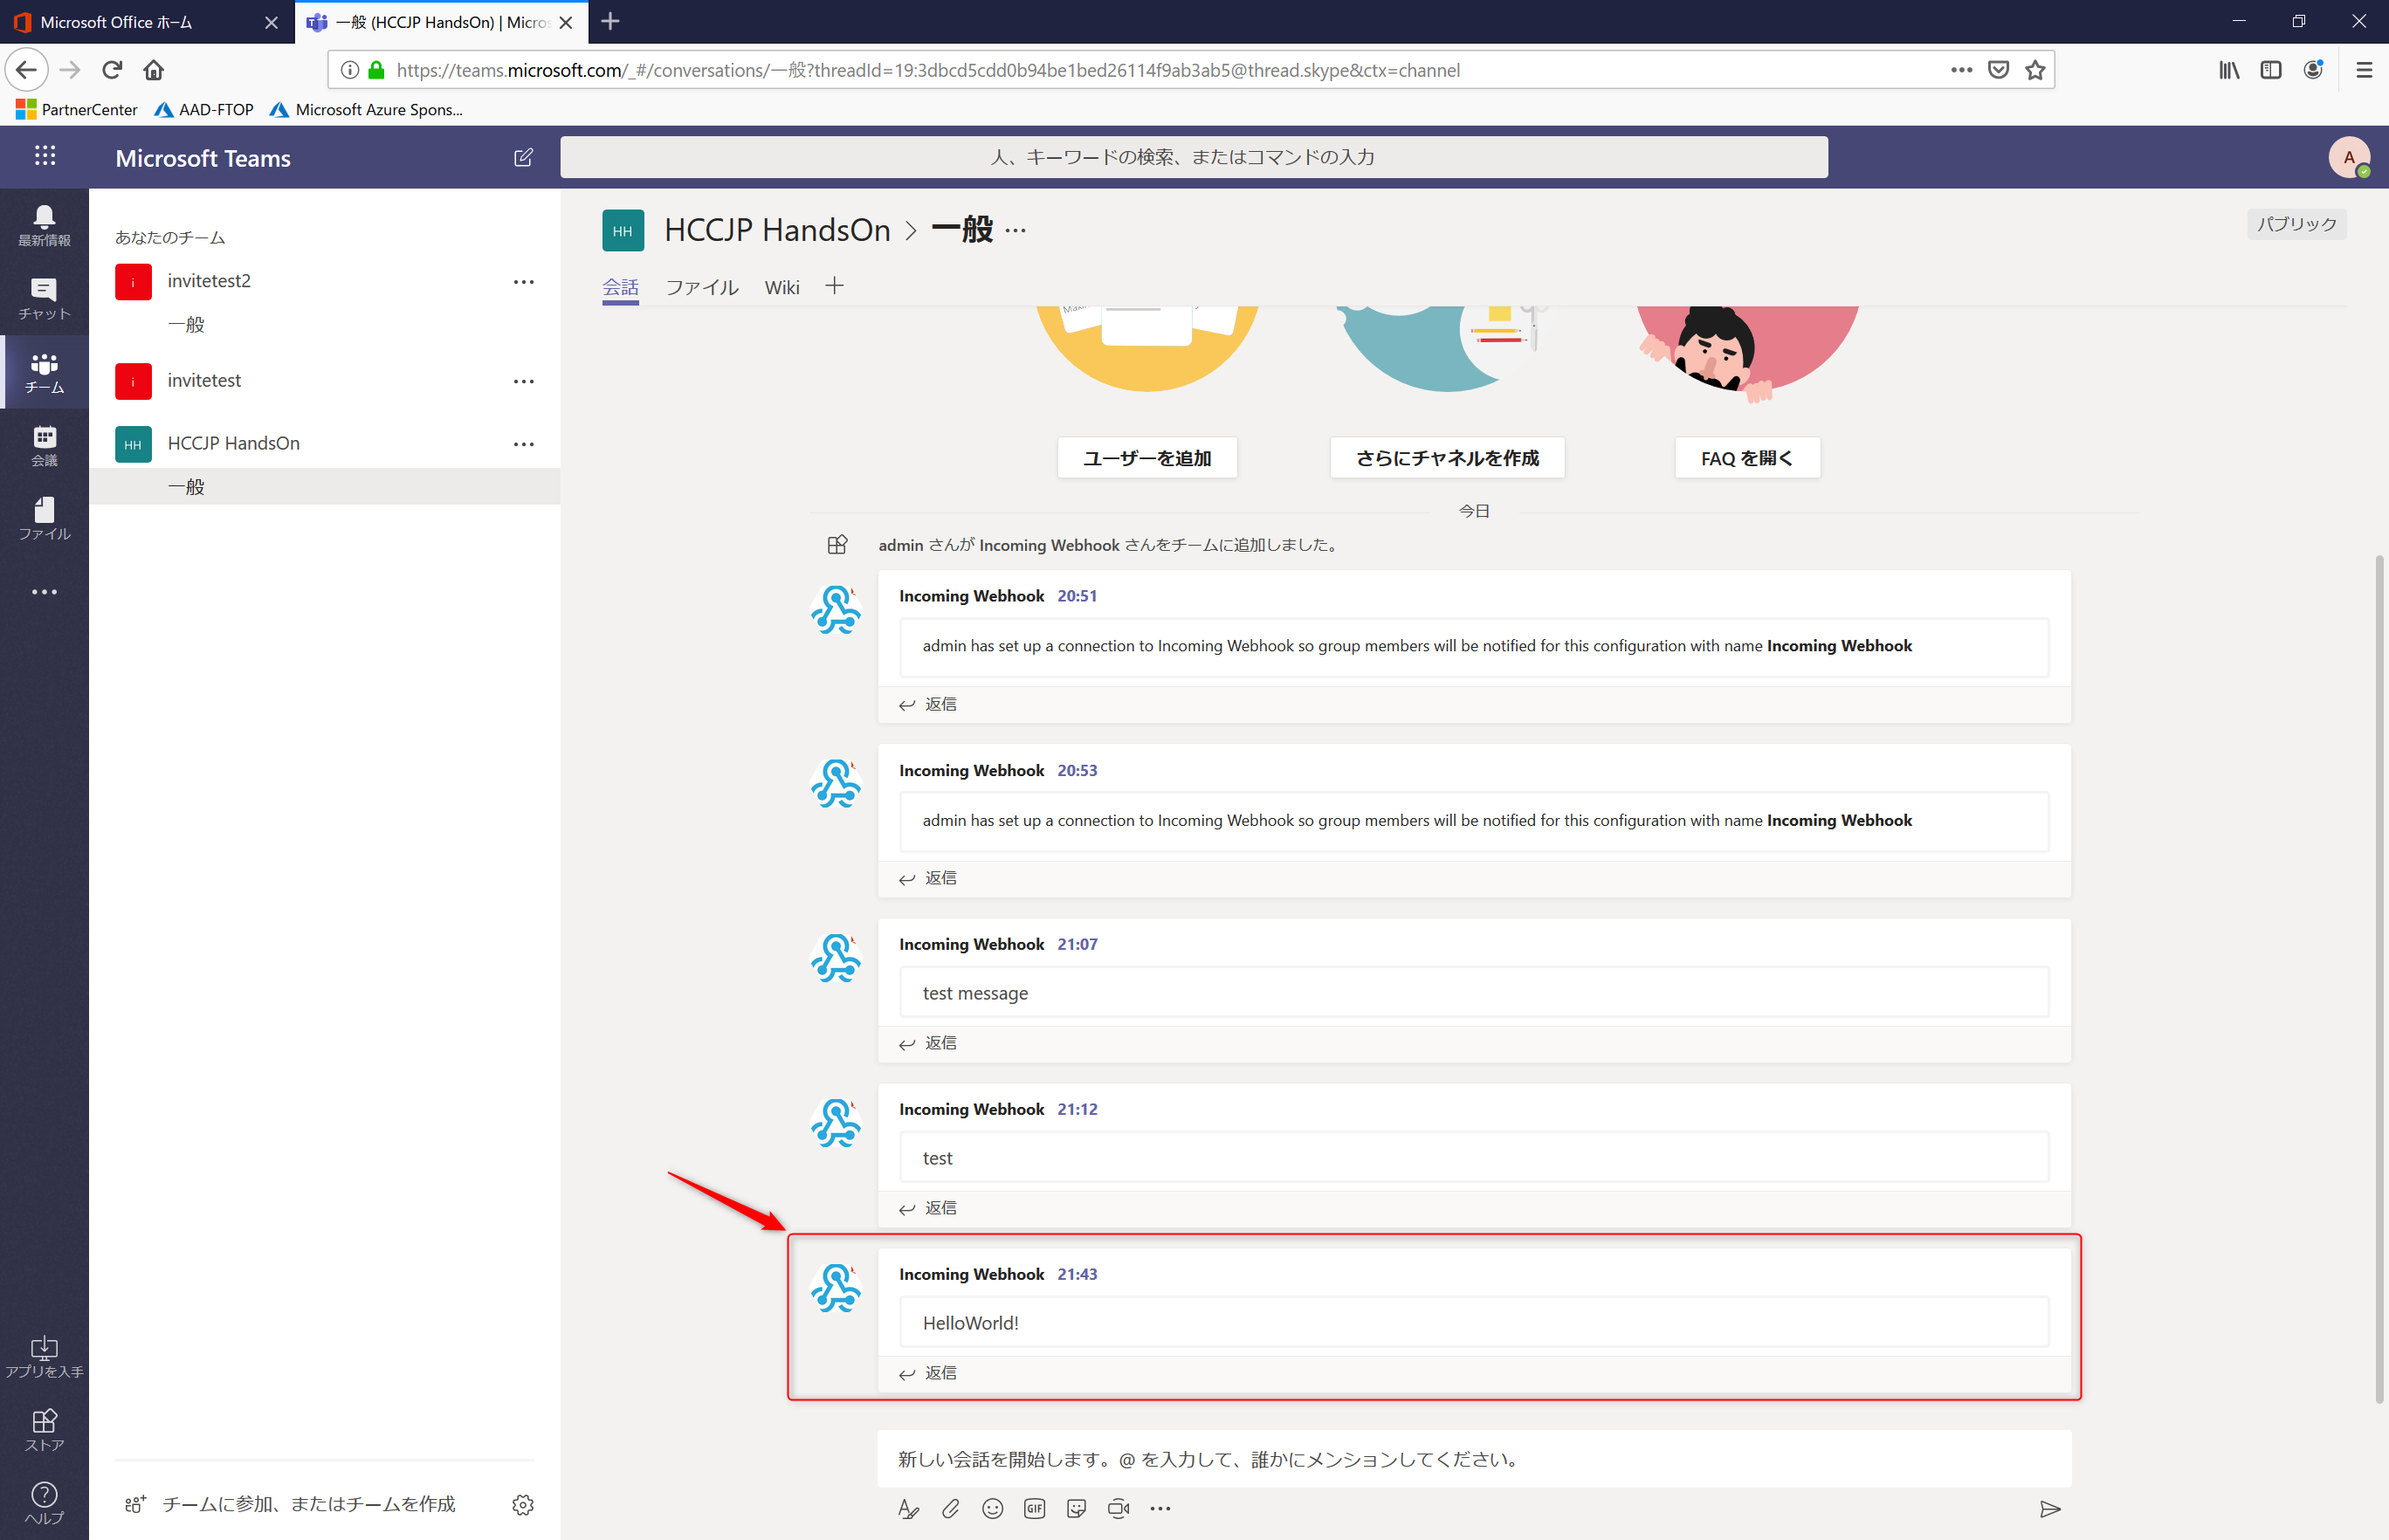 Microsoft Office ホーム
一般 (HCCJP HandsOn) | Micros
https://teams.microsoft.com/_#/conversations/一般?threadId=19:3dbcd5cdd0b94be1bed26114f9ab3ab5@thread.skype&ctx=channel
PartnerCenter AAD-FTOP Microsoft Azure Spons...
Microsoft Teams
人、キーワードの検索、またはコマンドの入力
A
最新情報
チャット
チーム
会議
ファイル
アプリを入手
ストア
ヘルプ
あなたのチーム
i invitetest2
一般
i invitetest
HH HCCJP HandsOn
一般
チームに参加、またはチームを作成
HH HCCJP HandsOn > 一般 ...
パブリック
会話 ファイル Wiki
ユーザーを追加 さらにチャネルを作成 FAQ を開く
今日
admin さんが Incoming Webhook さんをチームに追加しました。
Incoming Webhook 20:51
admin has set up a connection to Incoming Webhook so group members will be notified for this configuration with name Incoming Webhook
返信
Incoming Webhook 20:53
admin has set up a connection to Incoming Webhook so group members will be notified for this configuration with name Incoming Webhook
返信
Incoming Webhook 21:07
test message
返信
Incoming Webhook 21:12
test
返信
Incoming Webhook 21:43
HelloWorld!
返信
新しい会話を開始します。@ を入力して、誰かにメンションしてください。
GIF